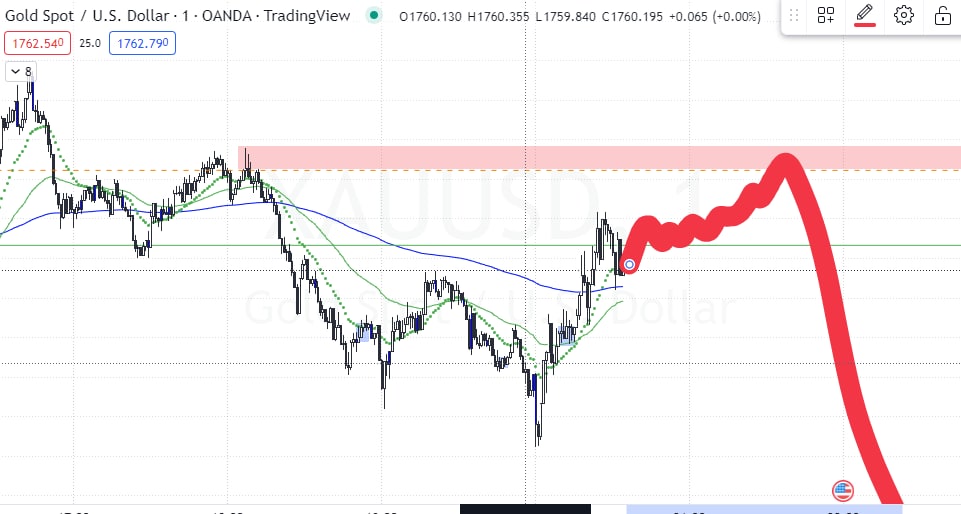 Gold Spot / U.S. Dollar · 1 · OANDA · TradingView O1760.130 H1760.355 L1759.840 C1760.195 +0.065 (+0.00%)
1762.540 25.0 1762.790
8
XAUUSD, 1
Gold Spot / U.S. Dollar